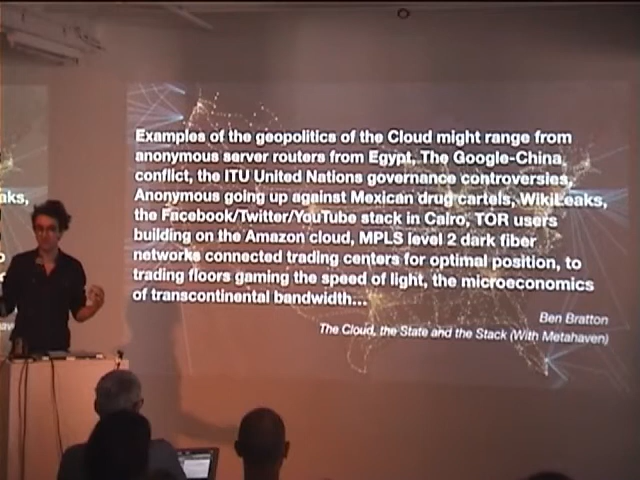 Examples of the geopolitics of the Cloud might range from
anonymous server routers from Egypt, The Google-China
conflict, the ITU United Nations governance controversies,
Anonymous going up against Mexican drug cartels, WikiLeaks,
the Facebook/Twitter/YouTube stack in Cairo, TOR users
building on the Amazon cloud, MPLS level 2 dark fiber
networks connected trading centers for optimal position, to
trading floors gaming the speed of light, the microeconomics
of transcontinental bandwidth...
Ben Bratton
The Cloud, the State and the Stack (With Metahaven)
aks,